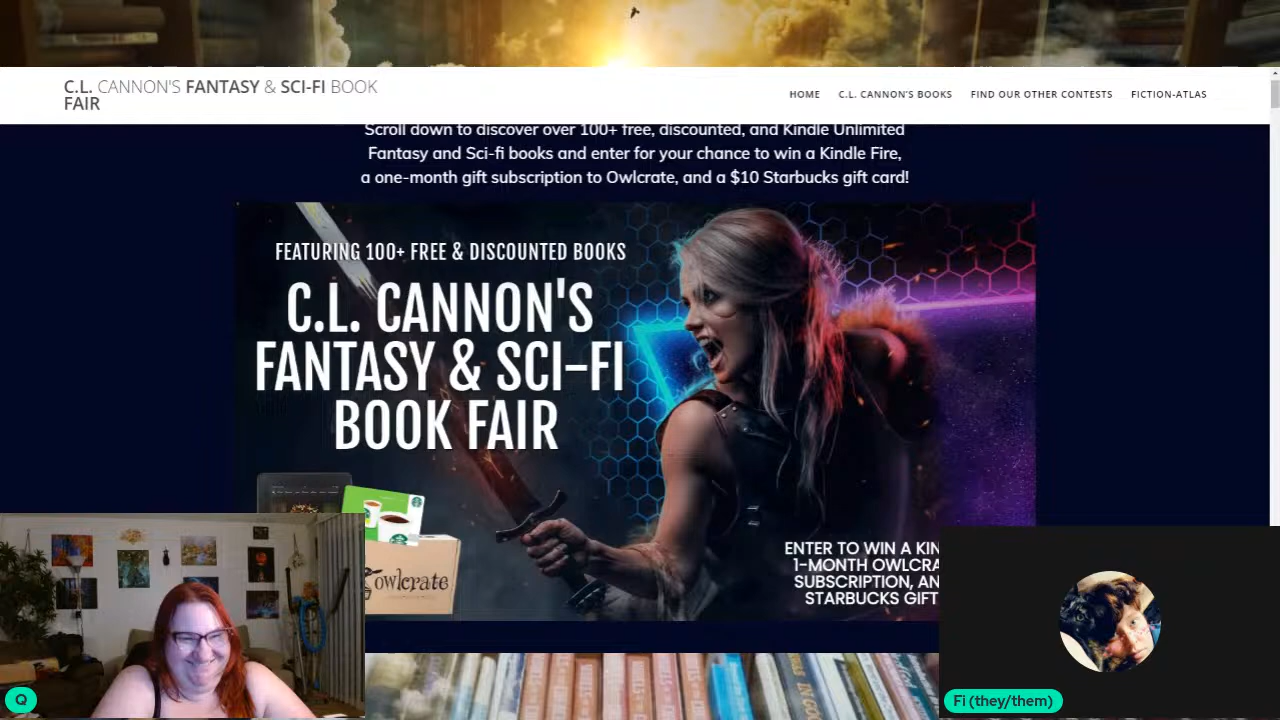 C.L. CANNON'S FANTASY & SCI-FI BOOK
FAIR
HOME
C.L. CANNON'S BOOKS
FIND OUR OTHER CONTESTS
FICTION-ATLAS
Scroll down to discover over 100+ free, discounted, and Kindle Unlimited
Fantasy and Sci-fi books and enter for your chance to win a Kindle Fire,
a one-month gift subscription to Owlcrate, and a $10 Starbucks gift card!
FEATURING 100+ FREE & DISCOUNTED BOOKS
C.L. CANNON'S
FANTASY & SCI-FI
BOOK FAIR
owlcrate
ENTER TO WIN A KIN
1-MONTH OWLCRA
SUBSCRIPTION, AN
STARBUCKS GIFT
Q
Fi (they/them)